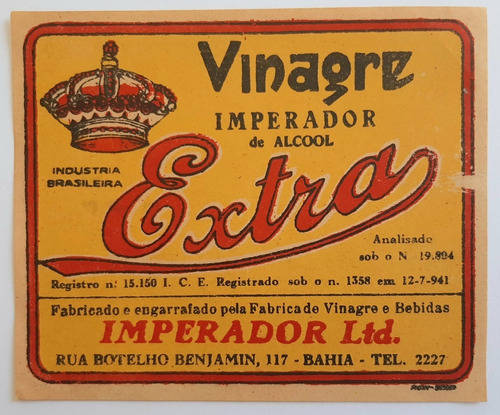 Vinagre
IMPERADOR
de ALCOOL
INDUSTRIA
BRASILEIRA
Extra
Analisado
sob o N 19.804
Registro n: 15.150 I. C. E. Registrado sob o n. 1358 em 12-7-941
Fabricado e engarrafado pela Fabrica de Vinagre e Bebidas
IMPERADOR Ltd.
RUA BOTELHO BENJAMIN, 117 - BAHIA - TEL. 2227